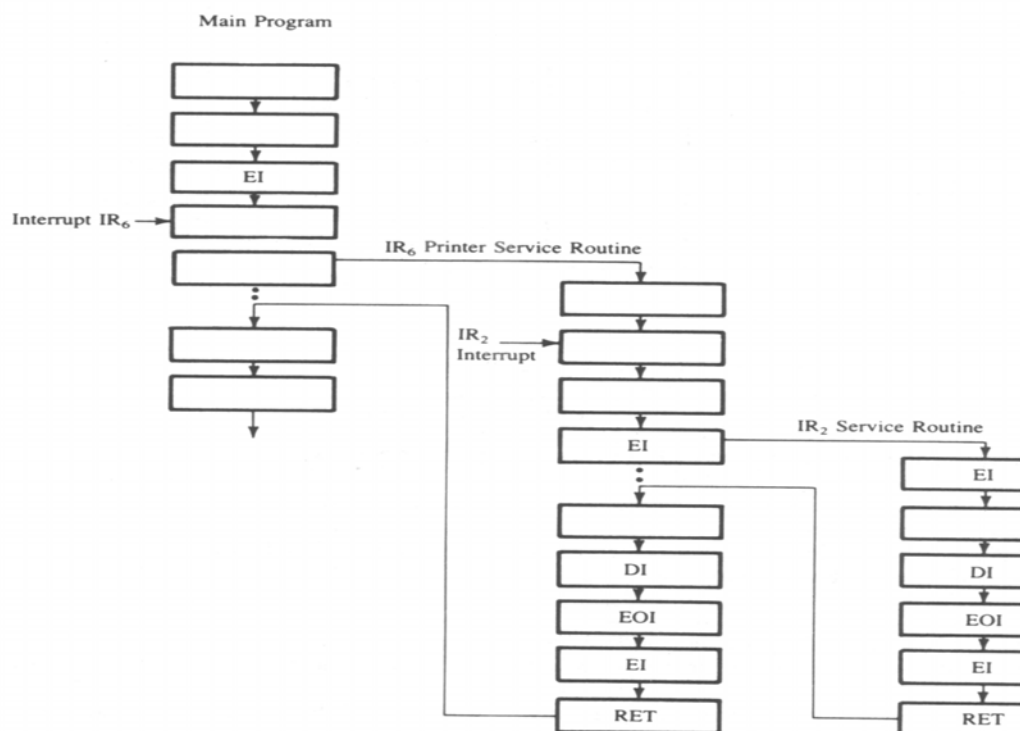 Main Program
EI
Interrupt IR₆
IR₆ Printer Service Routine
IR₂
Interrupt
EI
IR₂ Service Routine
EI
DI
DI
EOI
EOI
EI
EI
RET
RET